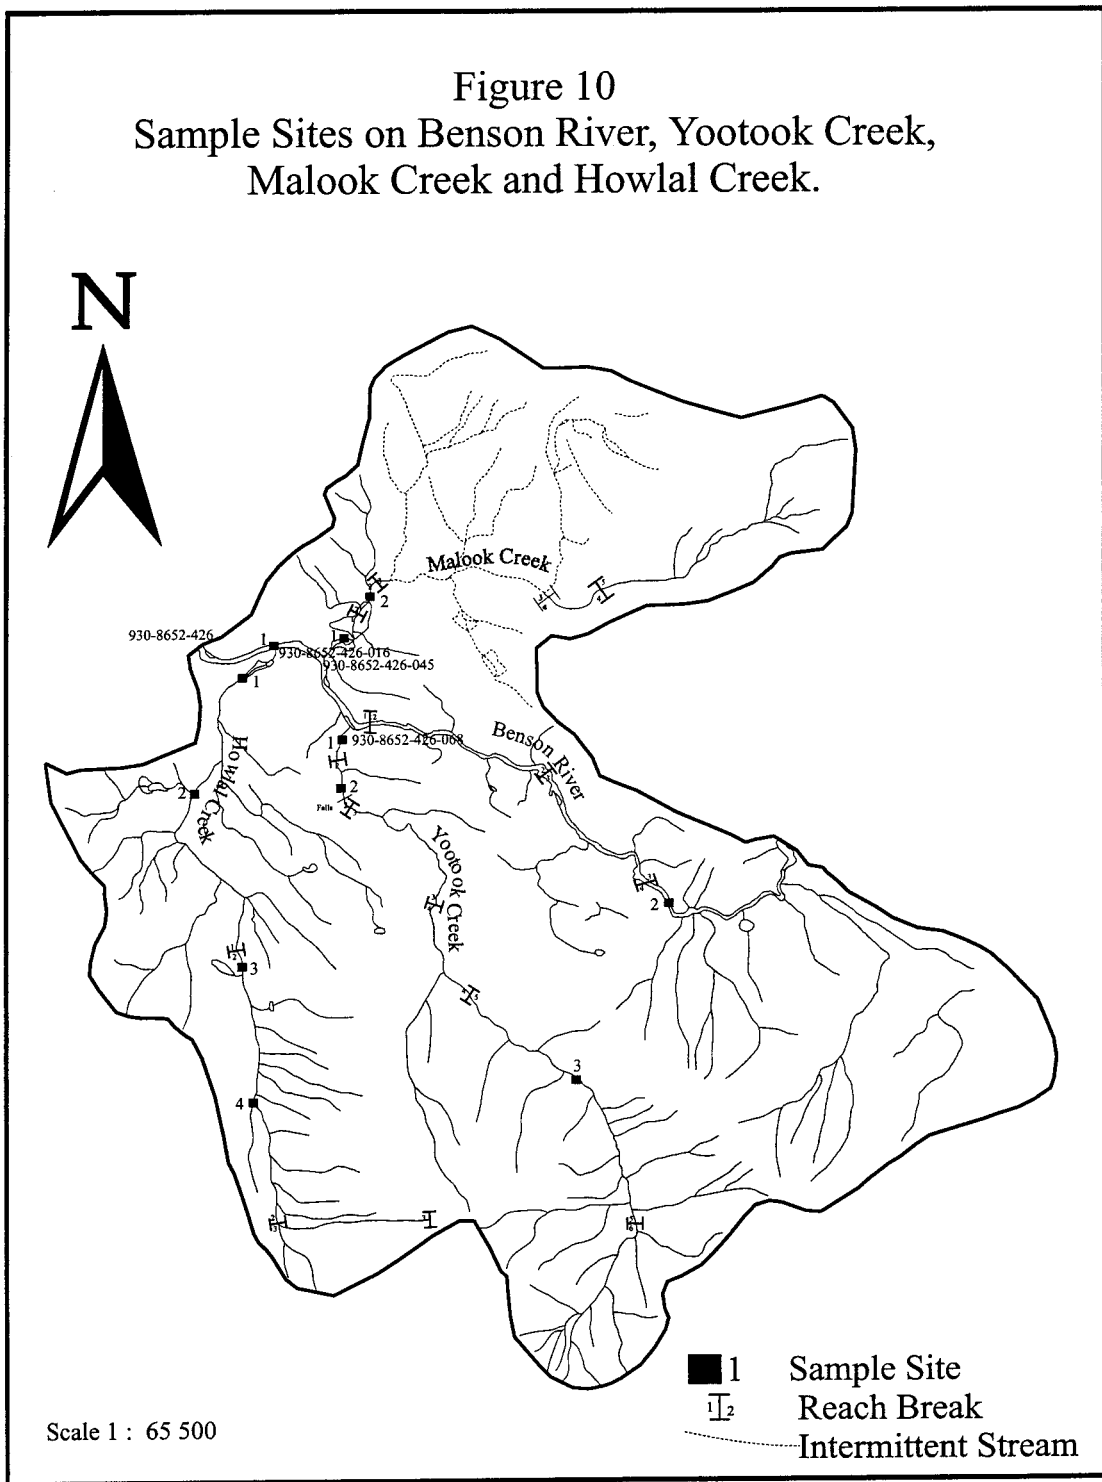 Figure 10
Sample Sites on Benson River, Yootook Creek,
Malook Creek and Howlal Creek.
N
Malook Creek
2
930-8652-426
1
1
930-8652-426-016
930-8652-426-045
1
Benson River
1
930-8652-426-068
Howlal Creek
2
2
Falls
Yootook Creek
2
3
3
4
1 Sample Site
1 2 Reach Break
Intermittent Stream
Scale 1 : 65 500